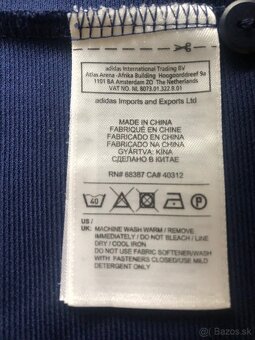 adidas International Trading BV
Atlas Arena - Afrika Building Hoogoorddreef 9a
1101 BA Amsterdam ZO The Netherlands
VAT NL 8073.01.322.B.01
adidas Imports and Exports Ltd
MADE IN CHINA
FABRIQUÉ EN CHINE
FABRICADO EN CHINA
FABRICADO EM CHINA
GYÁRTVA: KÍNA
СДЕЛАНО В КИТАЕ
RN# 88387 CA# 40312
40
US /
UK: MACHINE WASH WARM / REMOVE
IMMEDIATELY / DO NOT BLEACH / LINE
DRY / COOL IRON
DO NOT USE FABRIC SOFTENER/WASH
WITH FASTENERS CLOSED/USE MILD
DETERGENT ONLY
bazos.sk